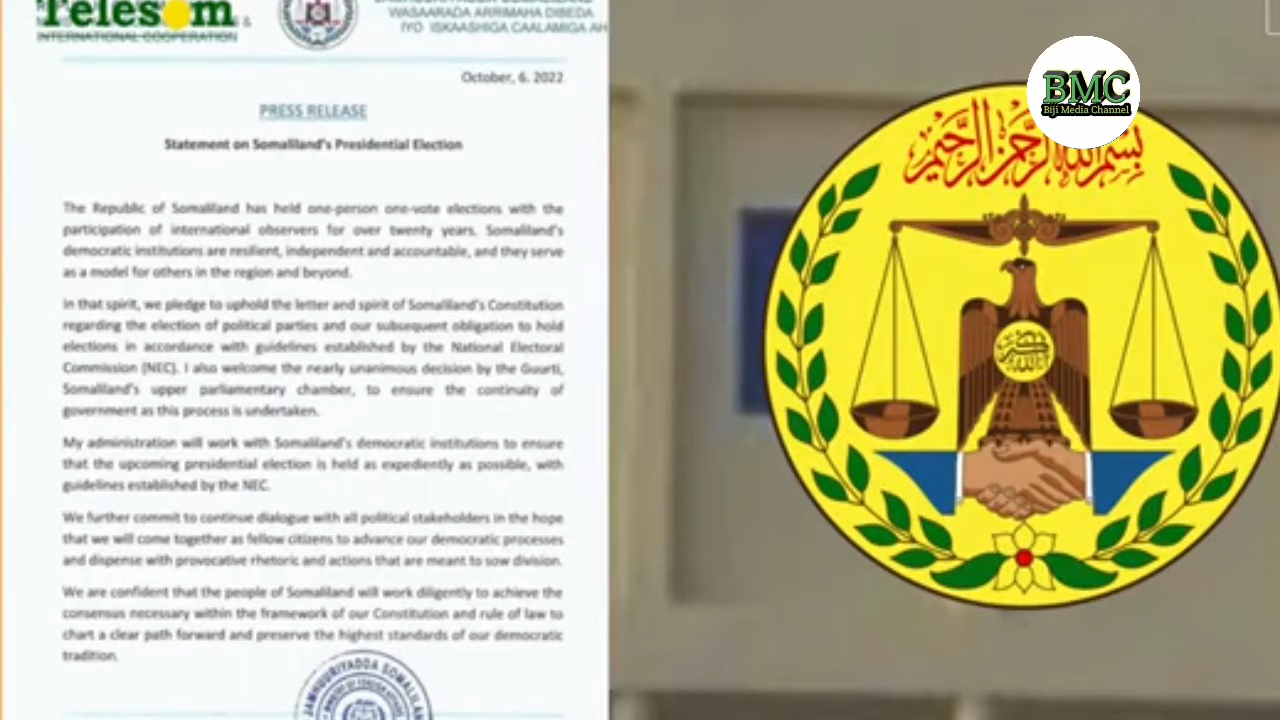 Telesom
&
INTERNATIONAL COOPERATION
WASAARADA ARRIMAHA DIBEDA
IYO ISKAASHIGA CAALAMIGA AH
October, 6. 2022
PRESS RELEASE
Statement on Somaliland's Presidential Election
The Republic of Somaliland has held one-person one-vote elections with the
participation of international observers for over twenty years. Somaliland's
democratic institutions are resilient, independent and accountable, and they serve
as a model for others in the region and beyond.
In that spirit, we pledge to uphold the letter and spirit of Somaliland's Constitution
regarding the election of political parties and our subsequent obligation to hold
elections in accordance with guidelines established by the National Electoral
Commission (NEC). I also welcome the nearly unanimous decision by the Guurti,
Somaliland's upper parliamentary chamber, to ensure the continuity of
government as this process is undertaken.
My administration will work with Somaliland's democratic institutions to ensure
that the upcoming presidential election is held as expediently as possible, with
guidelines established by the NEC.
We further commit to continue dialogue with all political stakeholders in the hope
that we will come together as fellow citizens to advance our democratic processes
and dispense with provocative rhetoric and actions that are meant to sow division.
We are confident that the people of Somaliland will work diligently to achieve the
consensus necessary within the framework of our Constitution and rule of law to
chart a clear path forward and preserve the highest standards of our democratic
tradition.
JAMHUURIYADDA SOMALILAND
BMC
Biji Media Channel
بسم الله الرحمن الرحيم